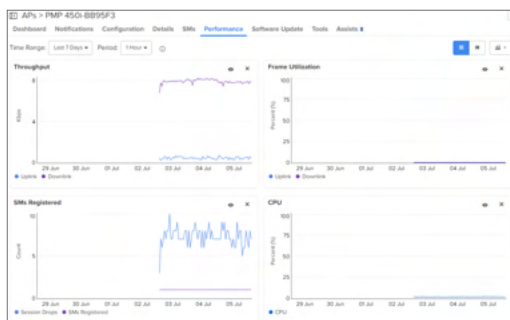 APs > PMP 450i-BB95F3
Dashboard Notifications Configuration Details SMs Performance Software Update Tools Assists
Time Range: Last 7 Days Period: 1 Hour
Throughput
Kbps
8
4
0
29 Jun 30 Jun 01 Jul 02 Jul 03 Jul 04 Jul 05 Jul
Uplink Downlink
Frame Utilization
Percent (%)
100
75
50
25
0
29 Jun 30 Jun 01 Jul 02 Jul 03 Jul 04 Jul 05 Jul
Uplink Downlink
SMs Registered
Count
10
5
0
29 Jun 30 Jun 01 Jul 02 Jul 03 Jul 04 Jul 05 Jul
Session Drops SMs Registered
CPU
Percent (%)
100
75
50
25
0
29 Jun 30 Jun 01 Jul 02 Jul 03 Jul 04 Jul 05 Jul
CPU